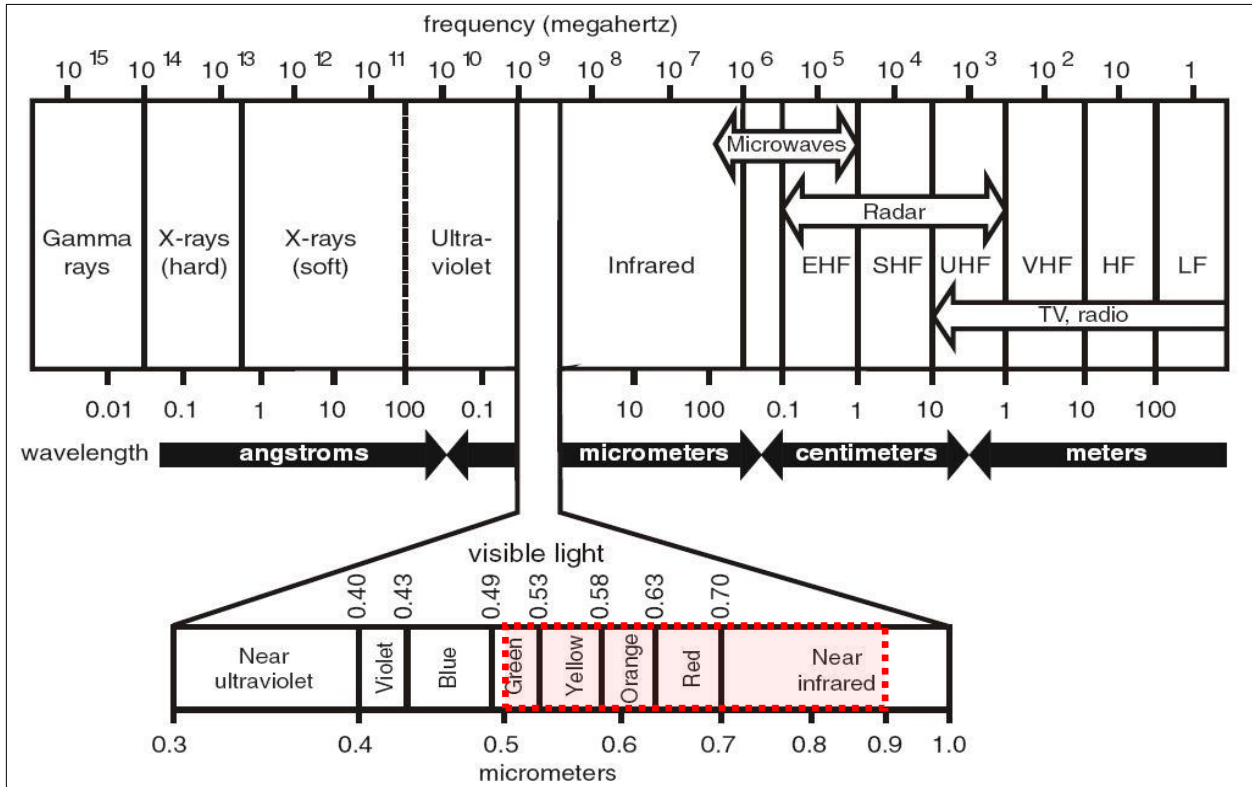 frequency (megahertz)
10 15 10 14 10 13 10 12 10 11 10 10 10 9 10 8 10 7 10 6 10 5 10 4 10 3 10 2 10 1
Microwaves
Radar
Gamma rays
X-rays (hard)
X-rays (soft)
Ultra-
violet
Infrared
EHF SHF UHF VHF HF LF
TV, radio
0.01 0.1 1 10 100 0.1 10 100 0.1 1 10 1 10 100
wavelength angstroms micrometers centimeters meters
visible light
0.40 0.43 0.49 0.53 0.58 0.63 0.70
Near
ultraviolet
Violet
Blue
Green
Yellow
Orange
Red
Near
infrared
0.3 0.4 0.5 0.6 0.7 0.8 0.9 1.0
micrometers